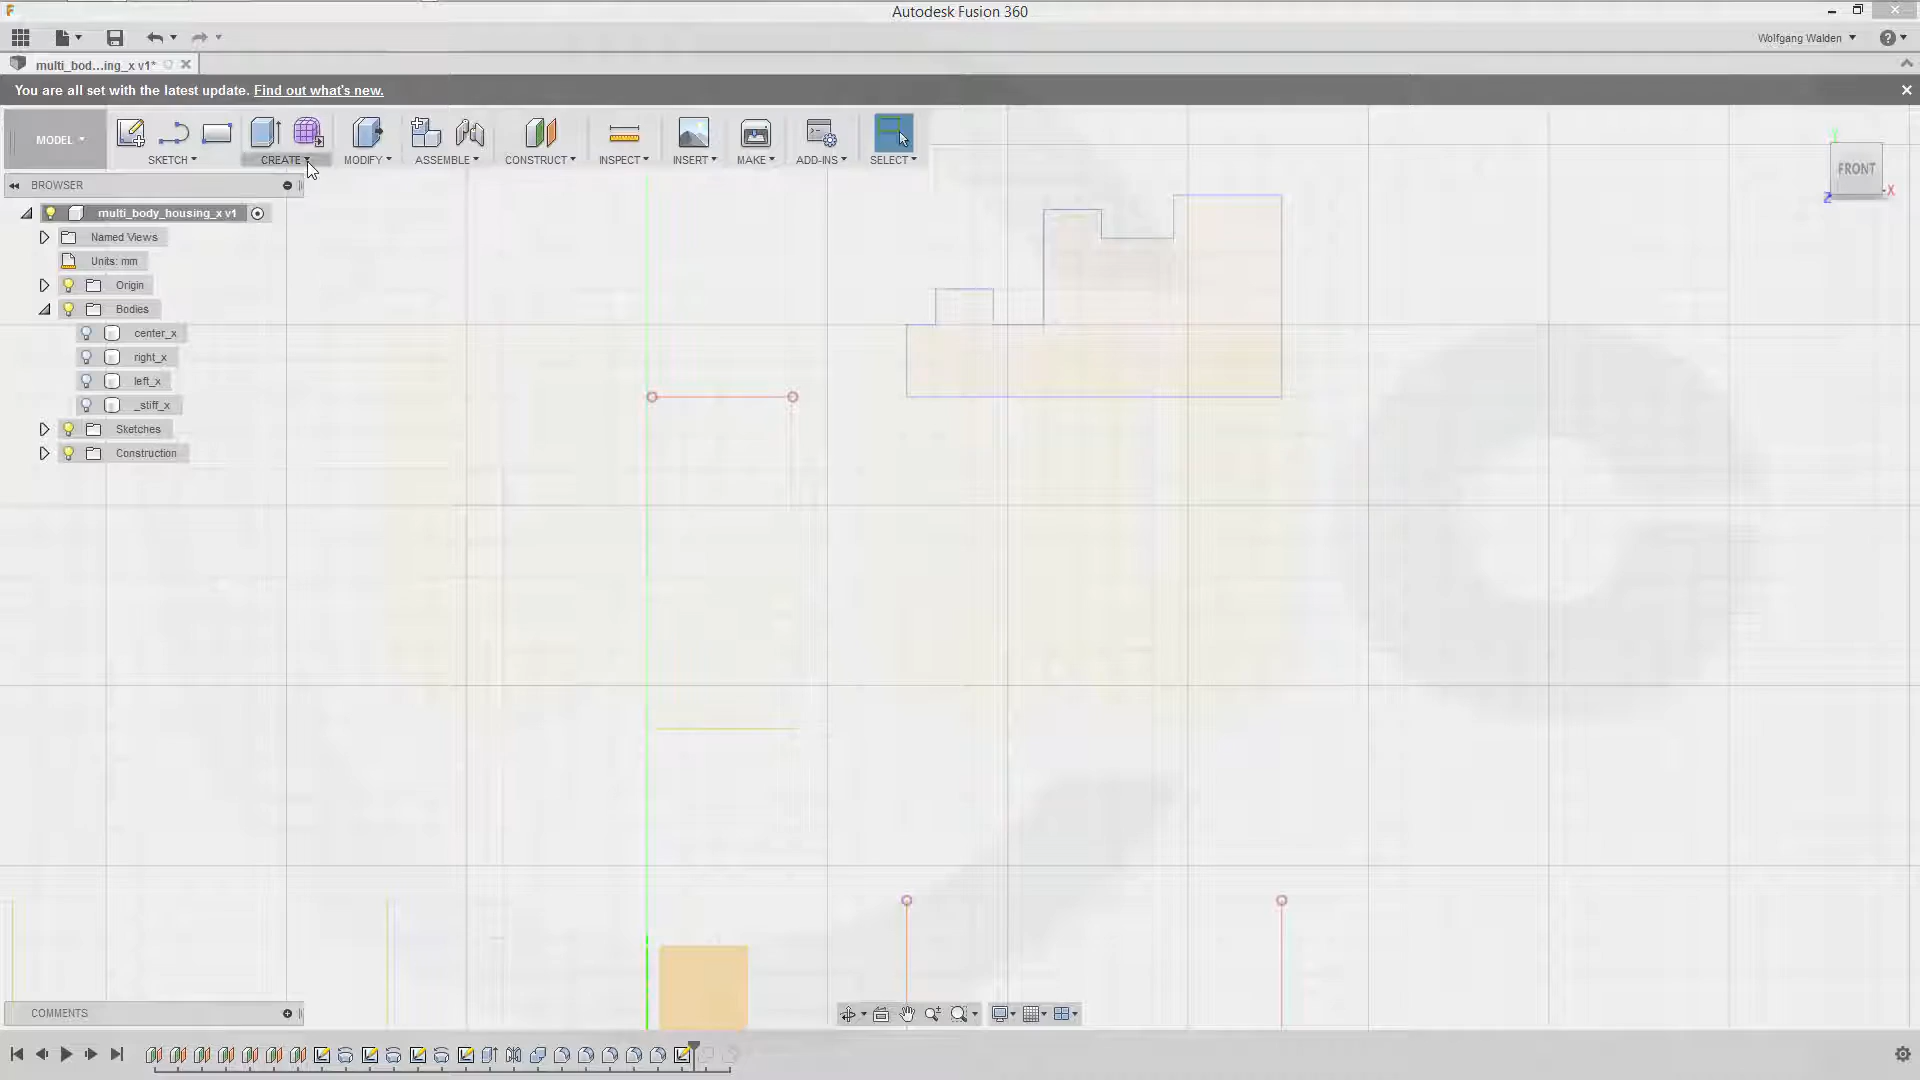 Autodesk Fusion 360
Wolfgang Walden
multi_bod...ing_x v1*
You are all set with the latest update. Find out what's new.
MODEL
SKETCH
CREATE
MODIFY
ASSEMBLE
CONSTRUCT
INSPECT
INSERT
MAKE
ADD-INS
SELECT
FRONT
X
Z
BROWSER
multi_body_housing_x v1
Named Views
Units: mm
Origin
Bodies
center_x
right_x
left_x
_stiff_x
Sketches
Construction
COMMENTS